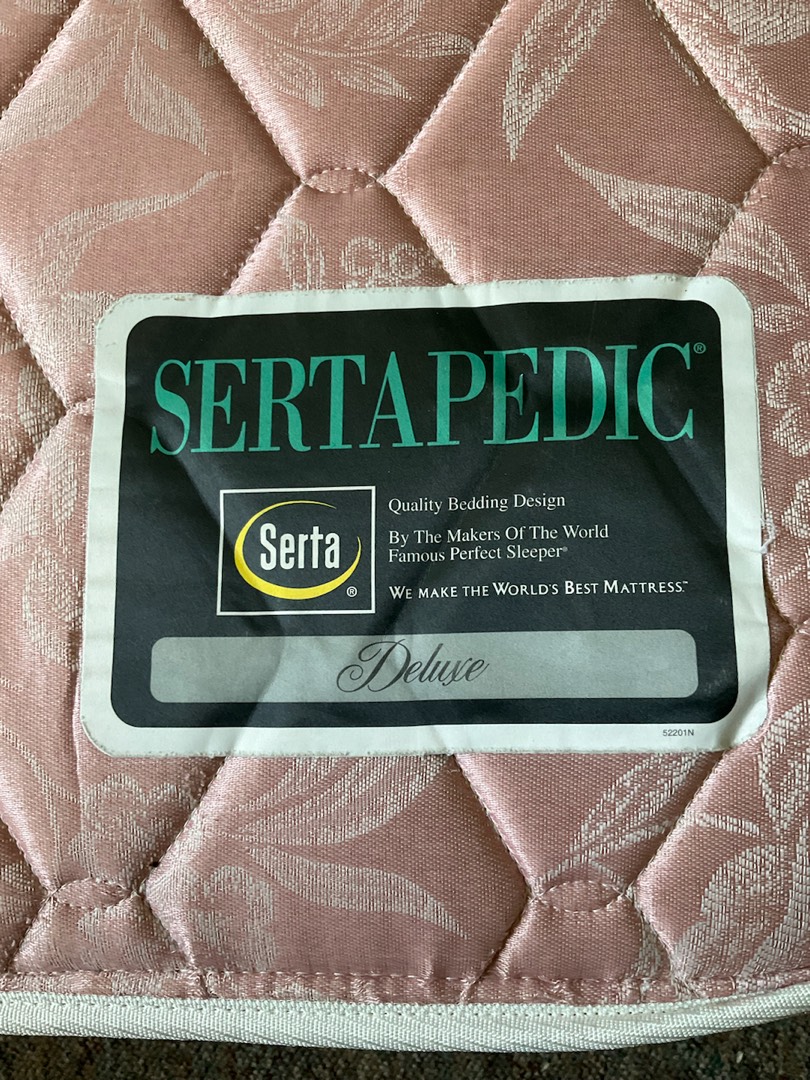 SERTAPEDIC®
Serta®
Quality Bedding Design
By The Makers Of The World
Famous Perfect Sleeper®
WE MAKE THE WORLD'S BEST MATTRESS.™
Deluxe
52201N